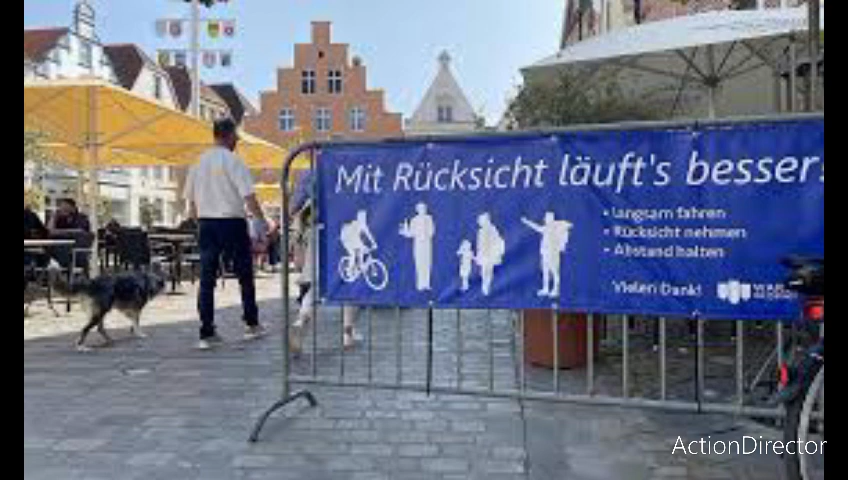 Mit Rücksicht läuft's besser!
• langsam fahren
• Rücksicht nehmen
• Abstand halten
Vielen Dank!
ActionDirector